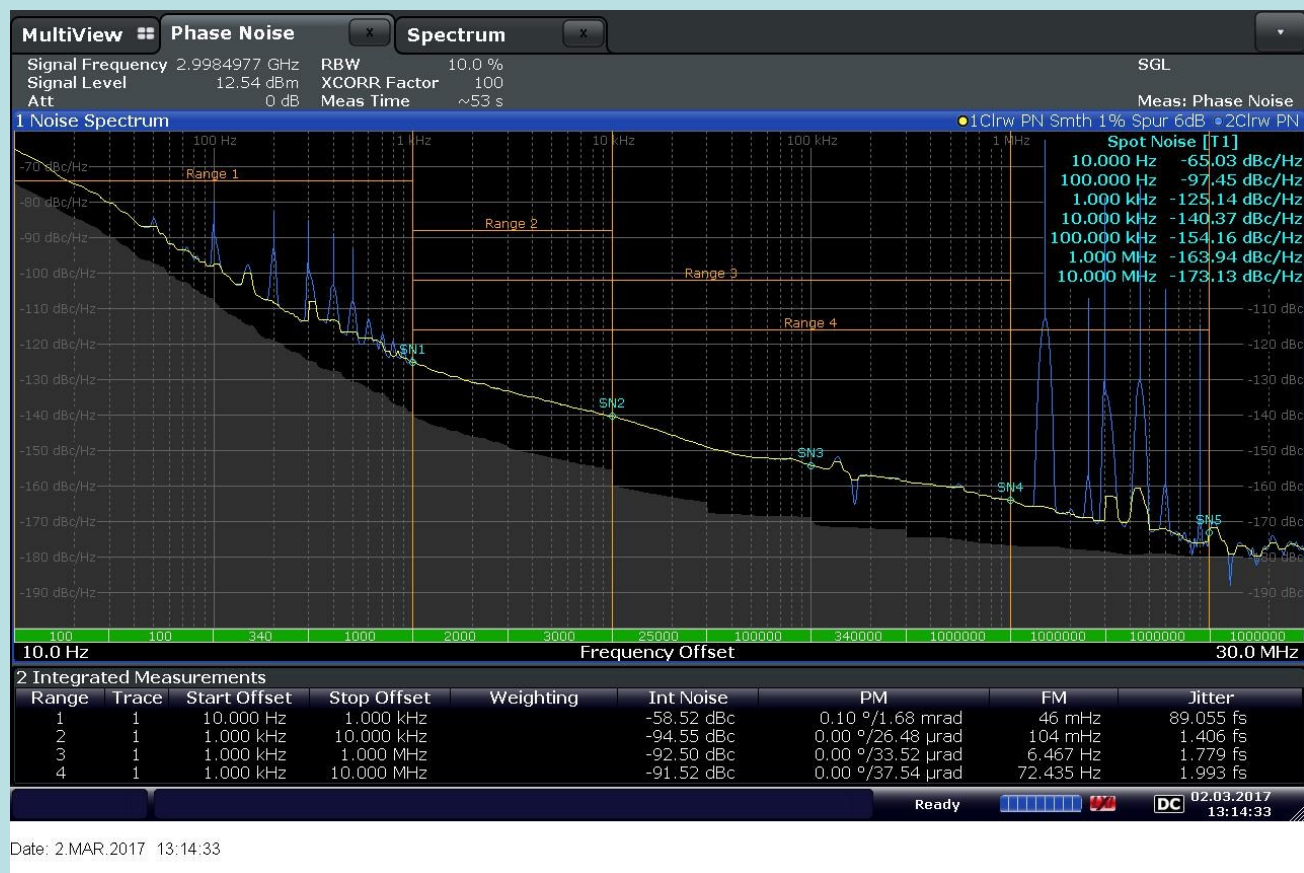 MultiView Phase Noise x Spectrum x
Signal Frequency 2.9984977 GHz RBW 10.0 % SGL
Signal Level 12.54 dBm XCORR Factor 100
Att 0 dB Meas Time ~53 s Meas: Phase Noise
1 Noise Spectrum 1Clrw PN Smth 1% Spur 6dB 2Clrw PN
100 Hz 1 kHz 10 kHz 100 kHz 1 MHz
Spot Noise [T1]
10.000 Hz -65.03 dBc/Hz
100.000 Hz -97.45 dBc/Hz
1.000 kHz -125.14 dBc/Hz
10.000 kHz -140.37 dBc/Hz
100.000 kHz -154.16 dBc/Hz
1.000 MHz -163.94 dBc/Hz
10.000 MHz -173.13 dBc/Hz
-70 dBc/Hz
Range 1
-80 dBc/Hz
Range 2
-90 dBc/Hz
-100 dBc/Hz
Range 3
-110 dBc/Hz -110 dBc
Range 4
-120 dBc/Hz -120 dBc
SN1
-130 dBc/Hz -130 dBc
SN2
-140 dBc/Hz -140 dBc
-150 dBc/Hz -150 dBc
SN3
-160 dBc/Hz -160 dBc
SN4
-170 dBc/Hz -170 dBc
SN5
-180 dBc/Hz -180 dBc
-190 dBc/Hz -190 dBc
100 100 340 1000 2000 3000 25000 100000 340000 1000000 1000000 1000000 1000000
10.0 Hz Frequency Offset 30.0 MHz
2 Integrated Measurements
Range Trace Start Offset Stop Offset Weighting Int Noise PM FM Jitter
1 1 10.000 Hz 1.000 kHz -58.52 dBc 0.10 °/1.68 mrad 46 mHz 89.055 fs
2 1 1.000 kHz 10.000 kHz -94.55 dBc 0.00 °/26.48 µrad 104 mHz 1.406 fs
3 1 1.000 kHz 1.000 MHz -92.50 dBc 0.00 °/33.52 µrad 6.467 Hz 1.779 fs
4 1 1.000 kHz 10.000 MHz -91.52 dBc 0.00 °/37.54 µrad 72.435 Hz 1.993 fs
Ready DC 02.03.2017
13:14:33
Date: 2.MAR.2017 13:14:33